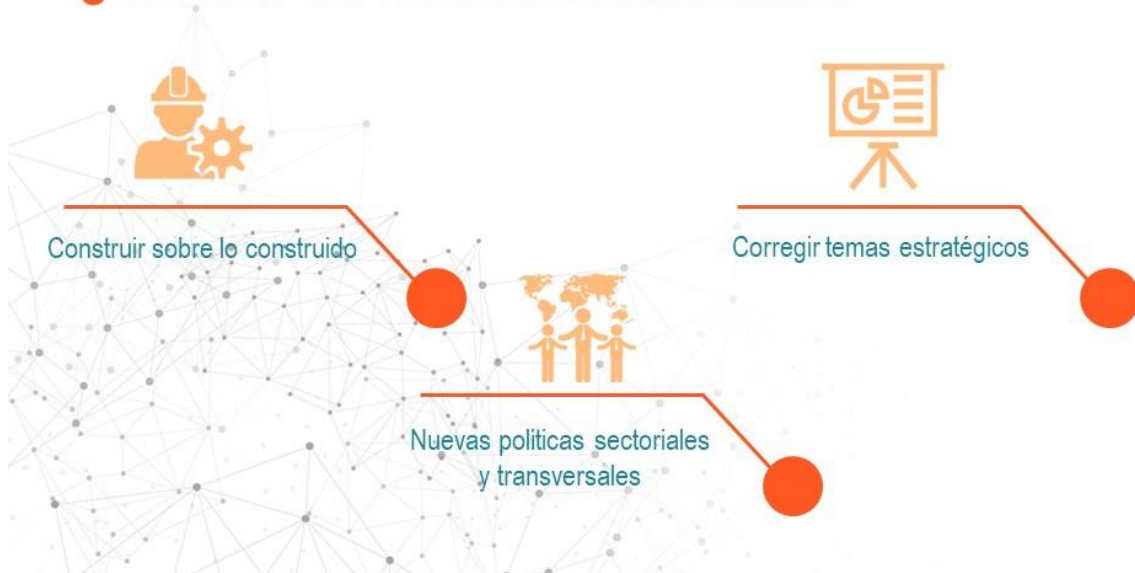 Construir sobre lo construido
Corregir temas estratégicos
Nuevas politicas sectoriales
y transversales